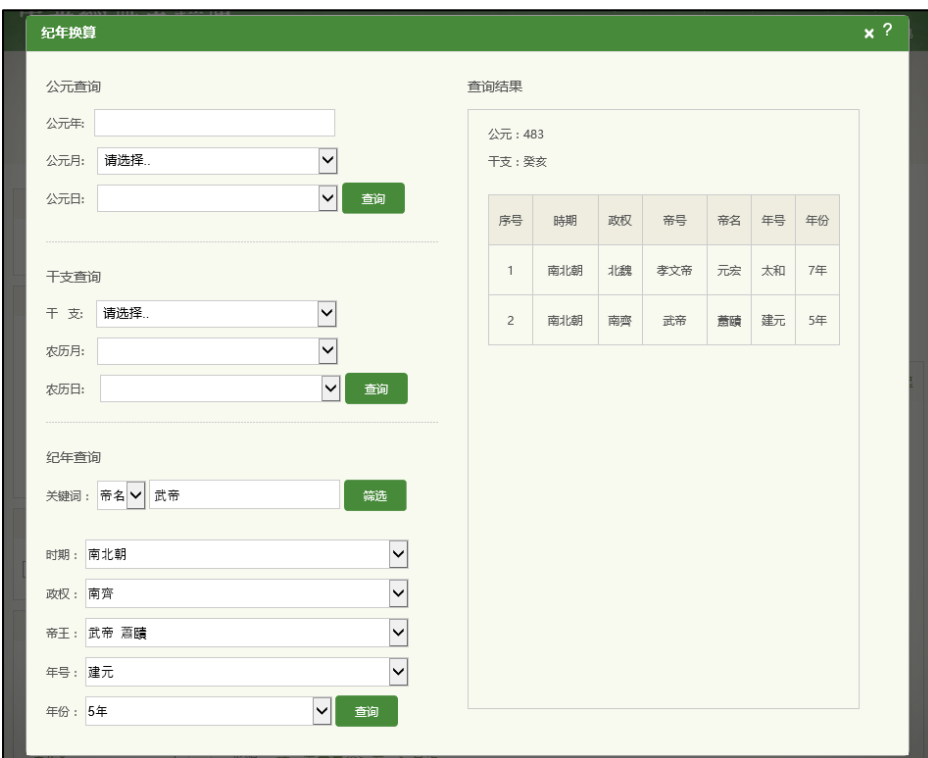 纪年换算
×
?
公元查询
公元年:
公元月: 请选择..
公元日:
查询
干支查询
干 支: 请选择..
农历月:
农历日:
查询
纪年查询
关键词: 帝名 武帝
筛选
时期: 南北朝
政权: 南齊
帝王: 武帝 蕭賾
年号: 建元
年份: 5年
查询
查询结果
公元:483
干支:癸亥
序号 時期 政权 帝号 帝名 年号 年份
1 南北朝 北魏 孝文帝 元宏 太和 7年
2 南北朝 南齊 武帝 蕭賾 建元 5年